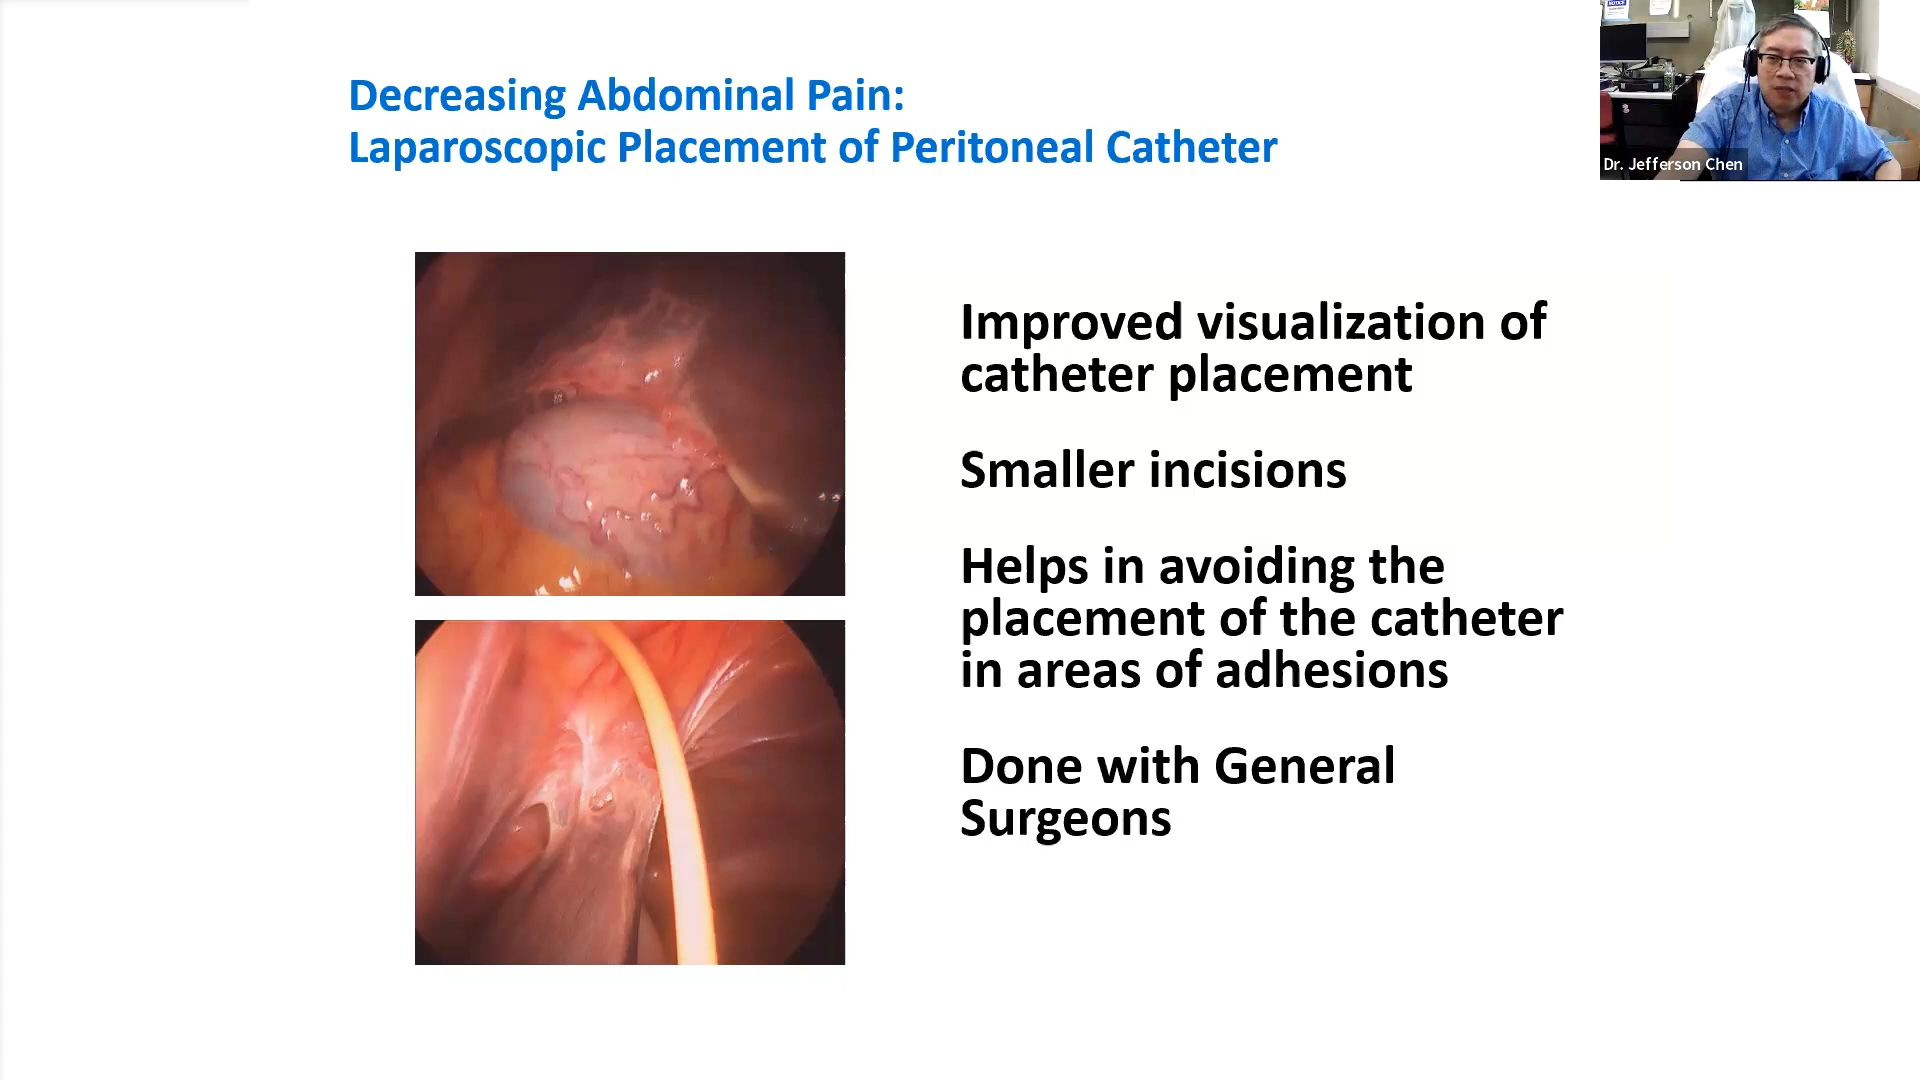 Decreasing Abdominal Pain:
Laparoscopic Placement of Peritoneal Catheter
NOTICE
Dr. Jefferson Chen
Improved visualization of
catheter placement
Smaller incisions
Helps in avoiding the
placement of the catheter
in areas of adhesions
Done with General
Surgeons